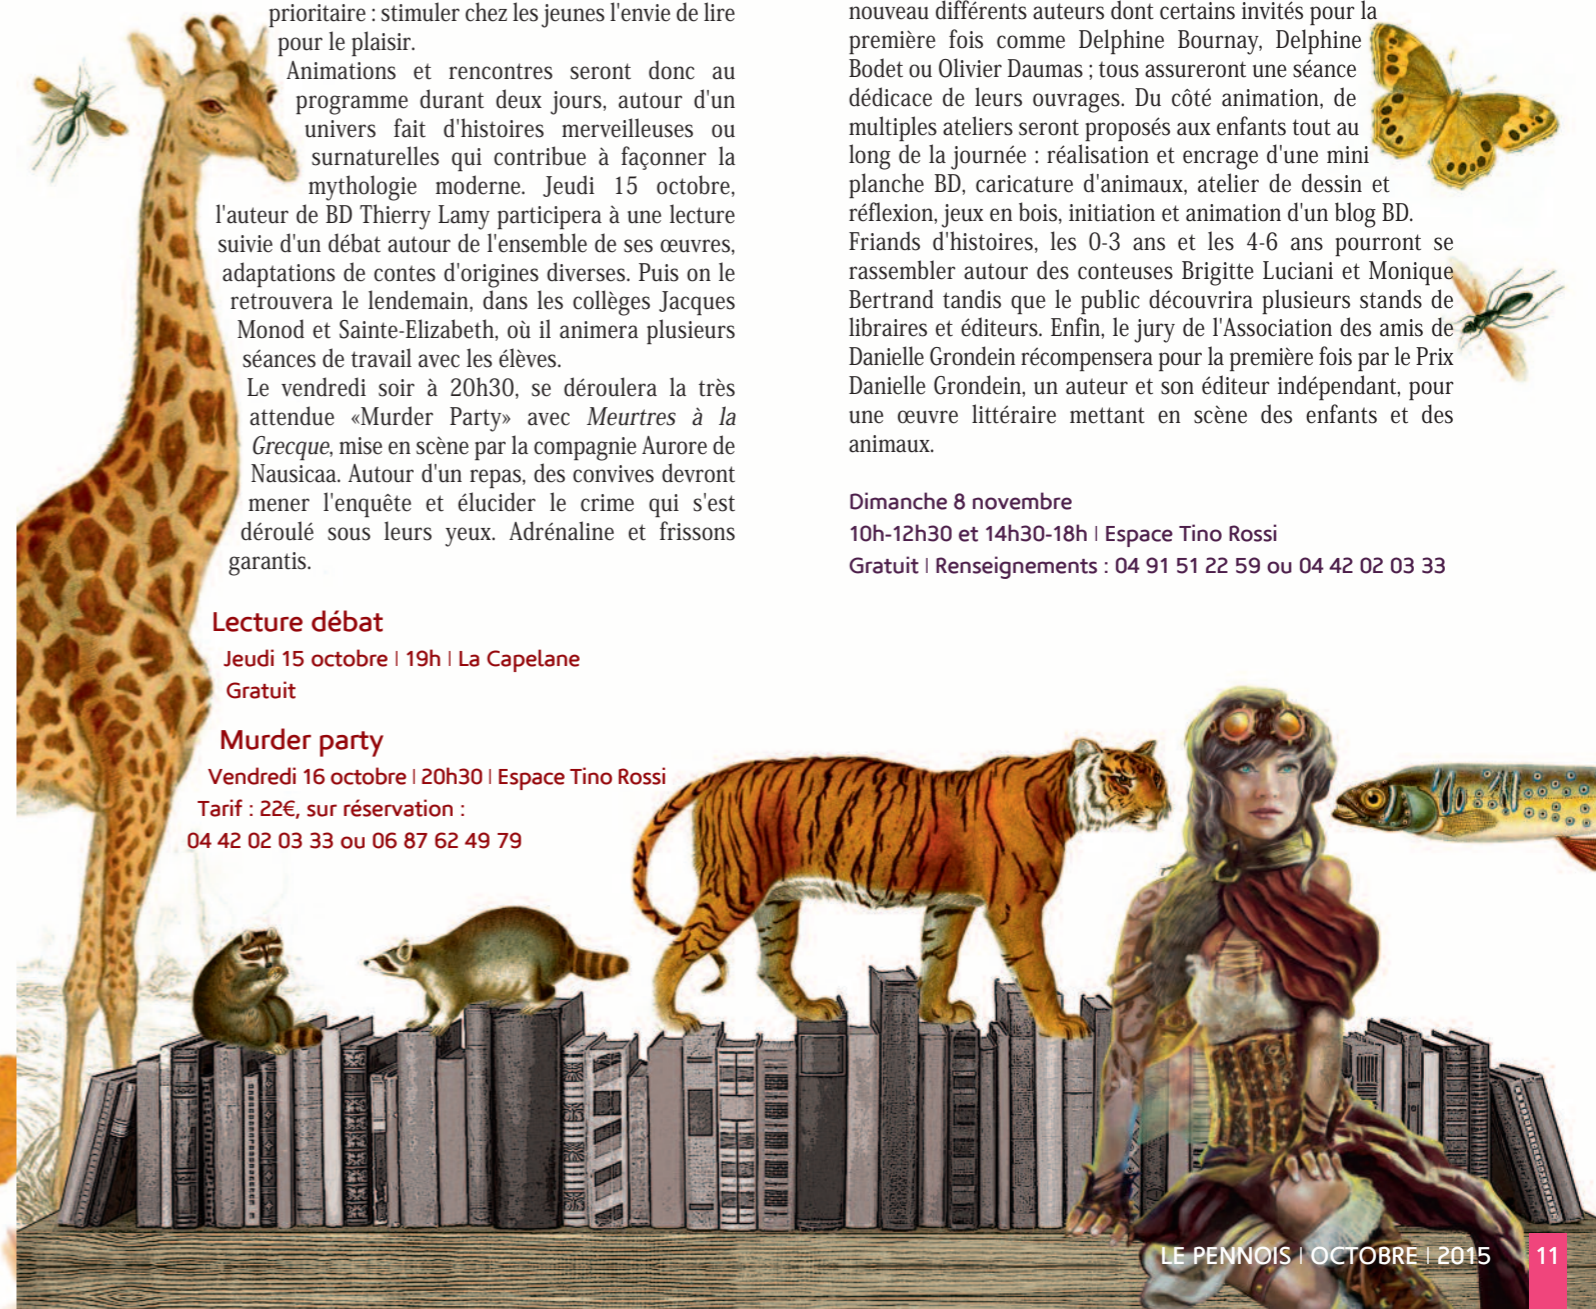 prioritaire : stimuler chez les jeunes l'envie de lire
pour le plaisir.
Animations et rencontres seront donc au
programme durant deux jours, autour d'un
univers fait d'histoires merveilleuses ou
surnaturelles qui contribue à façonner la
mythologie moderne. Jeudi 15 octobre,
l'auteur de BD Thierry Lamy participera à une lecture
suivie d'un débat autour de l'ensemble de ses œuvres,
adaptations de contes d'origines diverses. Puis on le
retrouvera le lendemain, dans les collèges Jacques
Monod et Sainte-Elizabeth, où il animera plusieurs
séances de travail avec les élèves.
Le vendredi soir à 20h30, se déroulera la très
attendue «Murder Party» avec Meurtres à la
Grecque, mise en scène par la compagnie Aurore de
Nausicaa. Autour d'un repas, des convives devront
mener l'enquête et élucider le crime qui s'est
déroulé sous leurs yeux. Adrénaline et frissons
garantis.
Lecture débat
Jeudi 15 octobre | 19h | La Capelane
Gratuit
Murder party
Vendredi 16 octobre | 20h30 | Espace Tino Rossi
Tarif : 22€, sur réservation :
04 42 02 03 33 ou 06 87 62 49 79
nouveau différents auteurs dont certains invités pour la
première fois comme Delphine Bournay, Delphine
Bodet ou Olivier Daumas ; tous assureront une séance
dédicace de leurs ouvrages. Du côté animation, de
multiples ateliers seront proposés aux enfants tout au
long de la journée : réalisation et encrage d'une mini
planche BD, caricature d'animaux, atelier de dessin et
réflexion, jeux en bois, initiation et animation d'un blog BD.
Friands d'histoires, les 0-3 ans et les 4-6 ans pourront se
rassembler autour des conteuses Brigitte Luciani et Monique
Bertrand tandis que le public découvrira plusieurs stands de
libraires et éditeurs. Enfin, le jury de l'Association des amis de
Danielle Grondein récompensera pour la première fois par le Prix
Danielle Grondein, un auteur et son éditeur indépendant, pour
une œuvre littéraire mettant en scène des enfants et des
animaux.
Dimanche 8 novembre
10h-12h30 et 14h30-18h | Espace Tino Rossi
Gratuit | Renseignements : 04 91 51 22 59 ou 04 42 02 03 33
LE PENNOIS | OCTOBRE | 2015 11